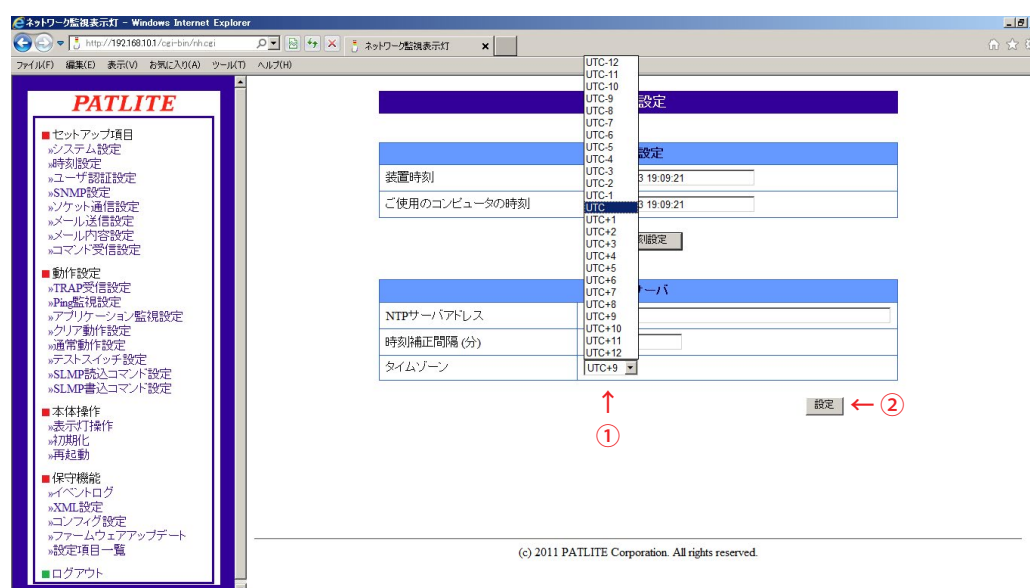 ネットワーク監視表示灯 - Windows Internet Explorer
http://192.168.10.1/cgi-bin/nh.cgi
ネットワーク監視表示灯
ファイル(F) 編集(E) 表示(V) お気に入り(A) ツール(T) ヘルプ(H)
PATLITE
■セットアップ項目
»システム設定
»時刻設定
»ユーザ認証設定
»SNMP設定
»ソケット通信設定
»メール送信設定
»メール内容設定
»コマンド受信設定
■動作設定
»TRAP受信設定
»Ping監視設定
»アプリケーション監視設定
»クリア動作設定
»通常動作設定
»テストスイッチ設定
»SLMP読込コマンド設定
»SLMP書込コマンド設定
■本体操作
»表示灯操作
»初期化
»再起動
■保守機能
»イベントログ
»XML設定
»コンフィグ設定
»ファームウェアアップデート
»設定項目一覧
■ログアウト
設定
設定
装置時刻
3 19:09:21
ご使用のコンピュータの時刻
3 19:09:21
刻設定
ーバ
NTPサーバアドレス
時刻補正間隔 (分)
タイムゾーン
UTC-12
UTC-11
UTC-10
UTC-9
UTC-8
UTC-7
UTC-6
UTC-5
UTC-4
UTC-3
UTC-2
UTC-1
UTC
UTC+1
UTC+2
UTC+3
UTC+4
UTC+5
UTC+6
UTC+7
UTC+8
UTC+9
UTC+10
UTC+11
UTC+12
UTC+9
↑
①
設定 ← ②
(c) 2011 PATLITE Corporation. All rights reserved.